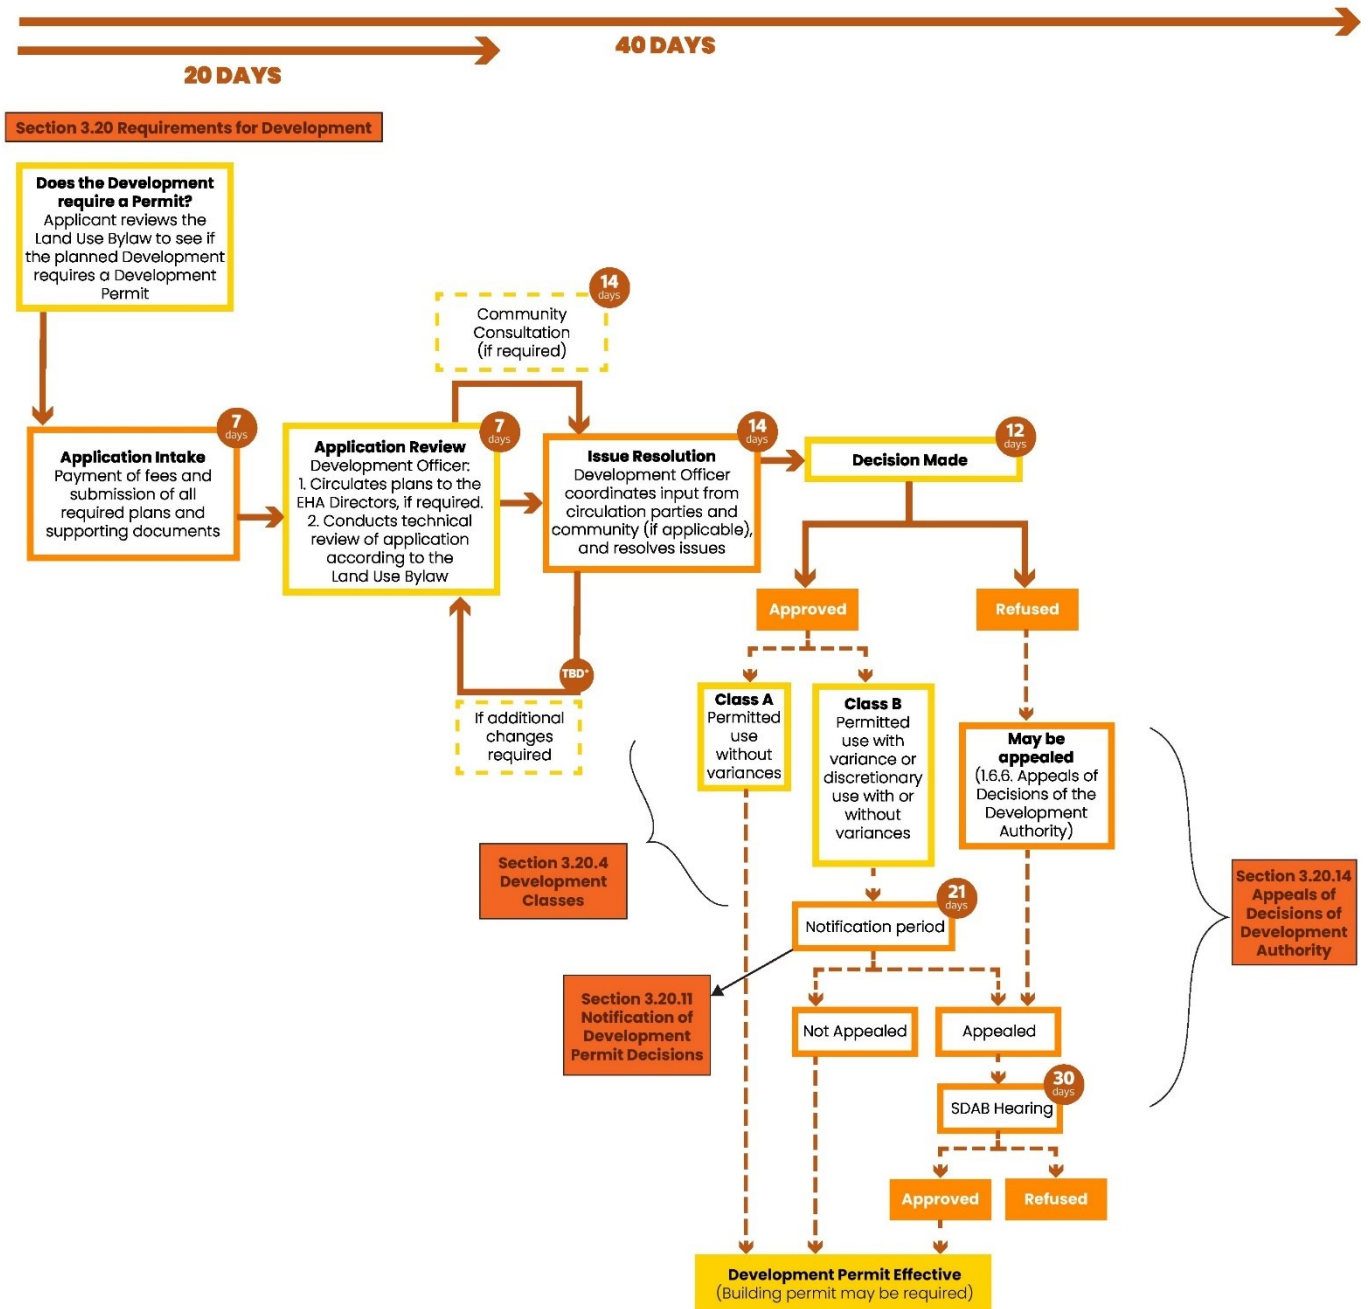 40 DAYS
20 DAYS
Section 3.20 Requirements for Development
Does the Development
require a Permit?
Applicant reviews the
Land Use Bylaw to see if
the planned Development
requires a Development
Permit
14
days
Community
Consultation
(if required)
7
days
Application Intake
Payment of fees and
submission of all
required plans and
supporting documents
7
days
Application Review
Development Officer:
1. Circulates plans to the
EHA Directors, if required.
2. Conducts technical
review of application
according to the
Land Use Bylaw
14
days
Issue Resolution
Development Officer
coordinates input from
circulation parties and
community (if applicable),
and resolves issues
12
days
Decision Made
TBD*
If additional
changes
required
Approved
Refused
Class A
Permitted
use
without
variances
Class B
Permitted
use with
variance or
discretionary
use with or
without
variances
May be
appealed
(1.6.6. Appeals of
Decisions of the
Development
Authority)
Section 3.20.4
Development
Classes
Section 3.20.14
Appeals of
Decisions of
Development
Authority
21
days
Notification period
Section 3.20.11
Notification of
Development
Permit Decisions
Not Appealed
Appealed
30
days
SDAB Hearing
Approved
Refused
Development Permit Effective
(Building permit may be required)